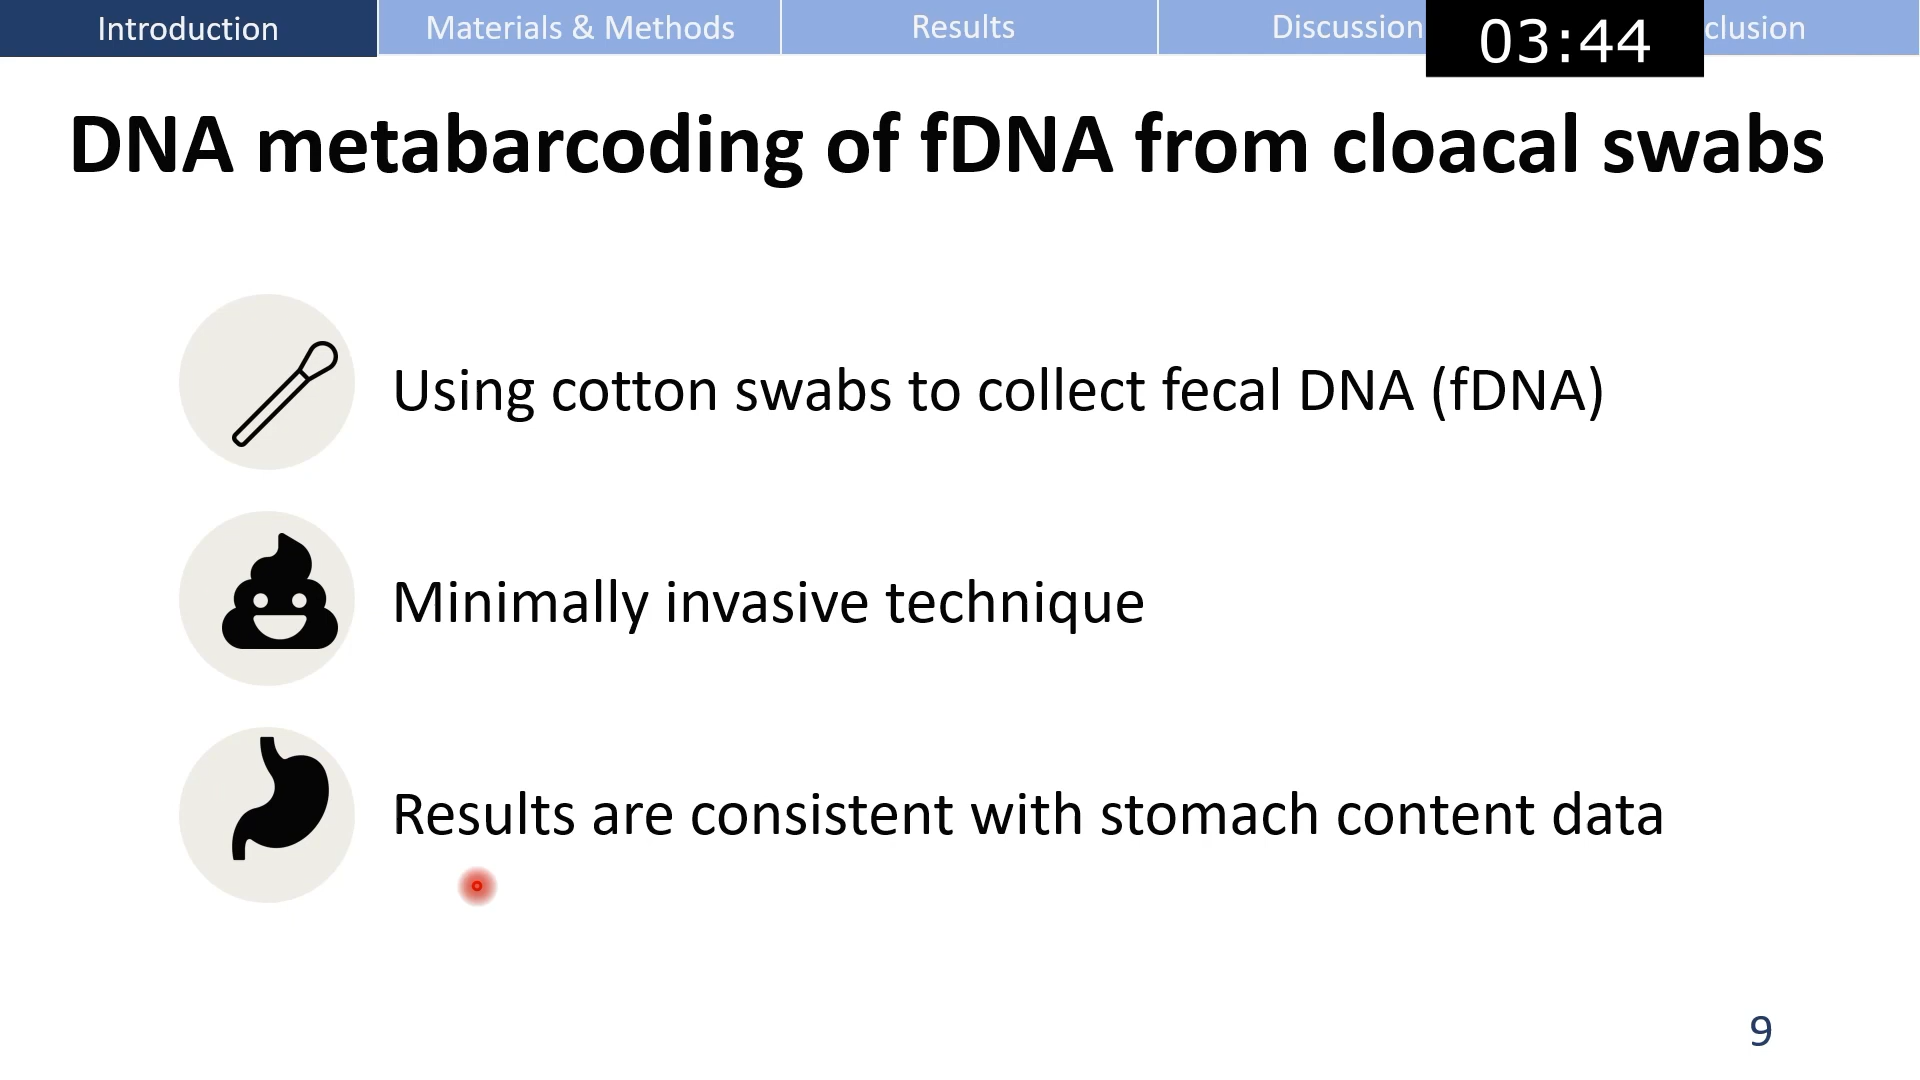 Introduction
Materials & Methods
Results
Discussion
03:44
clusion
DNA metabarcoding of fDNA from cloacal swabs
Using cotton swabs to collect fecal DNA (fDNA)
Minimally invasive technique
Results are consistent with stomach content data
9